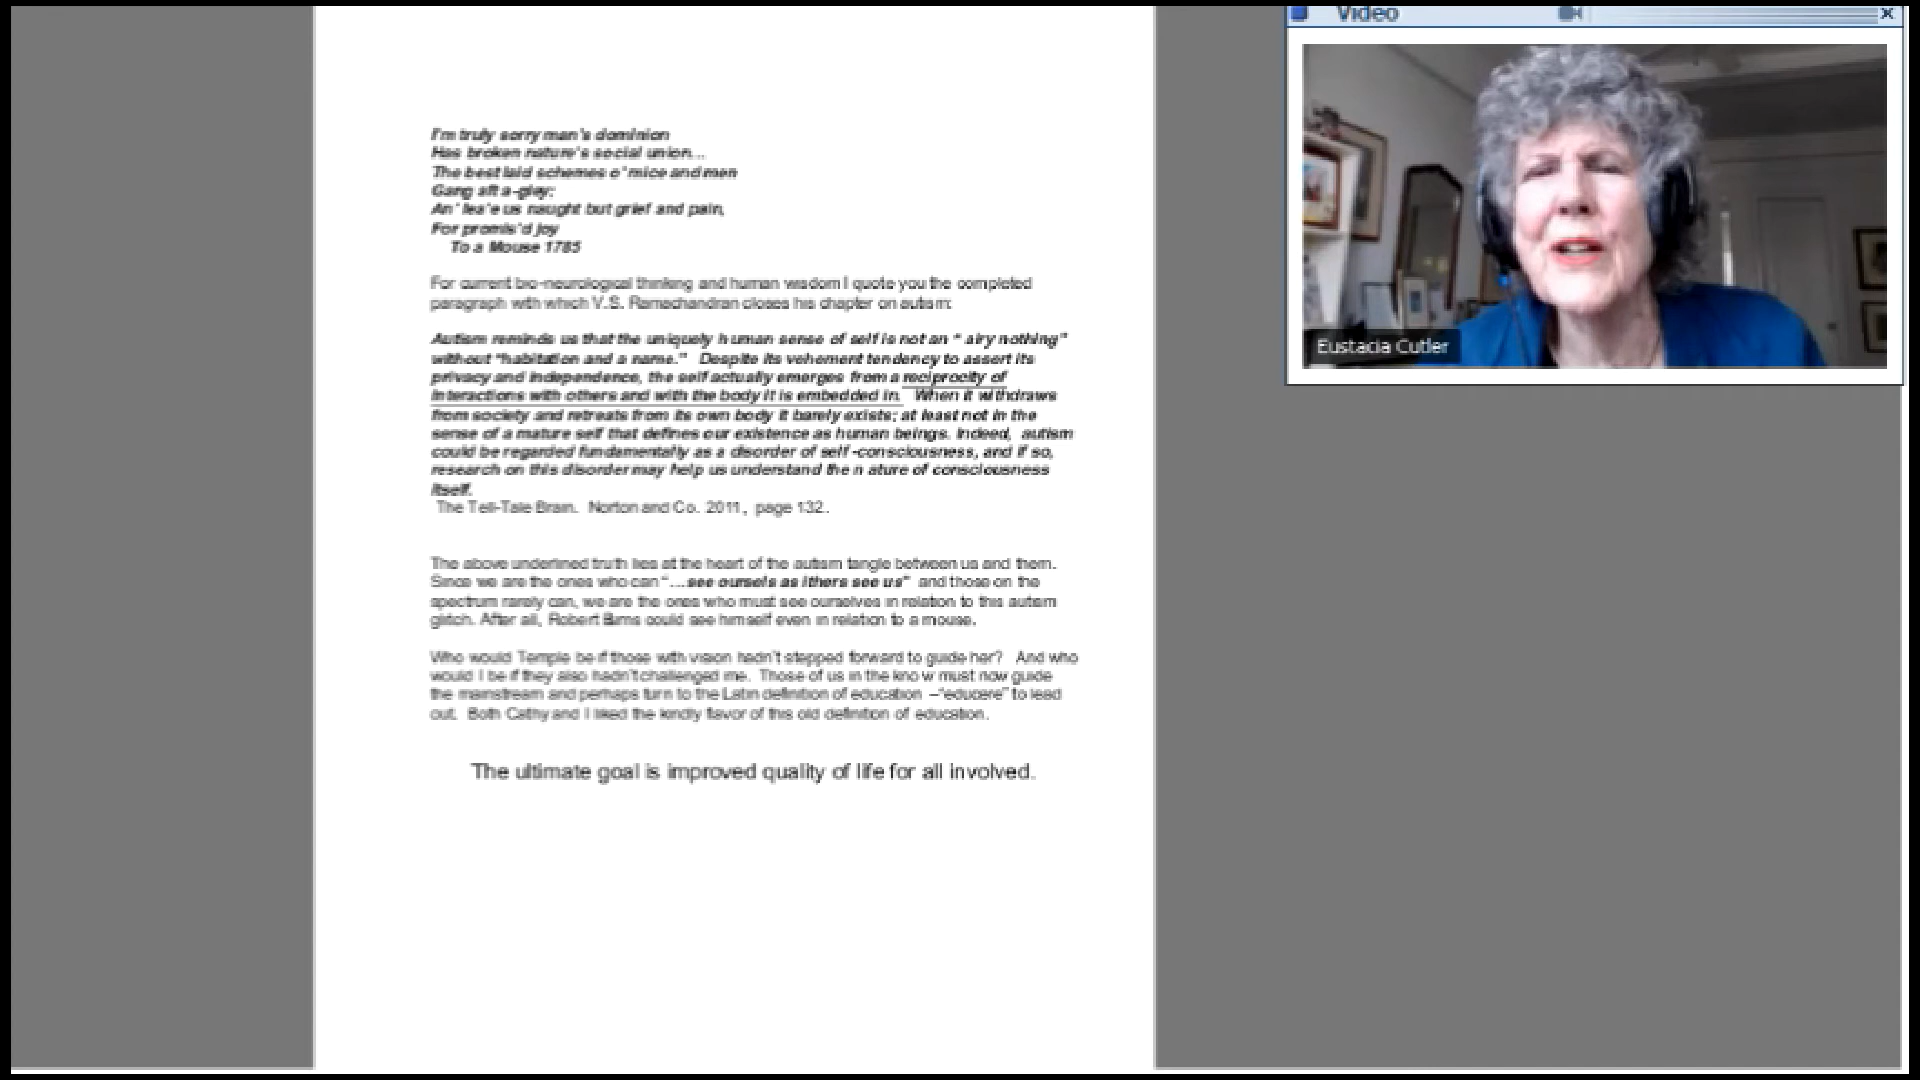 Video
I'm truly sorry man's dominion
Has broken nature's social union...
The best laid schemes o' mice and men
Gang aft a-gley:
An' lea'e us naught but grief and pain,
For promis'd joy
To a Mouse 1785
For current bio-neurological thinking and human wisdom I quote you the completed
paragraph with which V.S. Ramachandran closes his chapter on autism:
Autism reminds us that the uniquely human sense of self is not an " airy nothing"
without "habitation and a name."  Despite its vehement tendency to assert its
privacy and independence, the self actually emerges from a reciprocity of
interactions with others and with the body it is embedded in.  When it withdraws
from society and retreats from its own body it barely exists; at least not in the
sense of a mature self that defines our existence as human beings. Indeed,  autism
could be regarded fundamentally as a disorder of self -consciousness, and if so,
research on this disorder may help us understand the n ature of consciousness
itself.
The Tell-Tale Brain.  Norton and Co. 2011,  page 132.
The above underlined truth lies at the heart of the autism tangle between us and them.
Since we are the ones who can "...see oursels as ithers see us"  and those on the
spectrum rarely can, we are the ones who must see ourselves in relation to this autism
glitch. After all, Robert Burns could see himself even in relation to a mouse.
Who would Temple be if those with vision hadn't stepped forward to guide her?  And who
would I be if they also hadn't challenged me.  Those of us in the kno w must now guide
the mainstream and perhaps turn to the Latin definition of education –"educere" to lead
out.  Both Cathy and I liked the kindly flavor of this old definition of education.
The ultimate goal is improved quality of life for all involved.
Eustacia Cutler